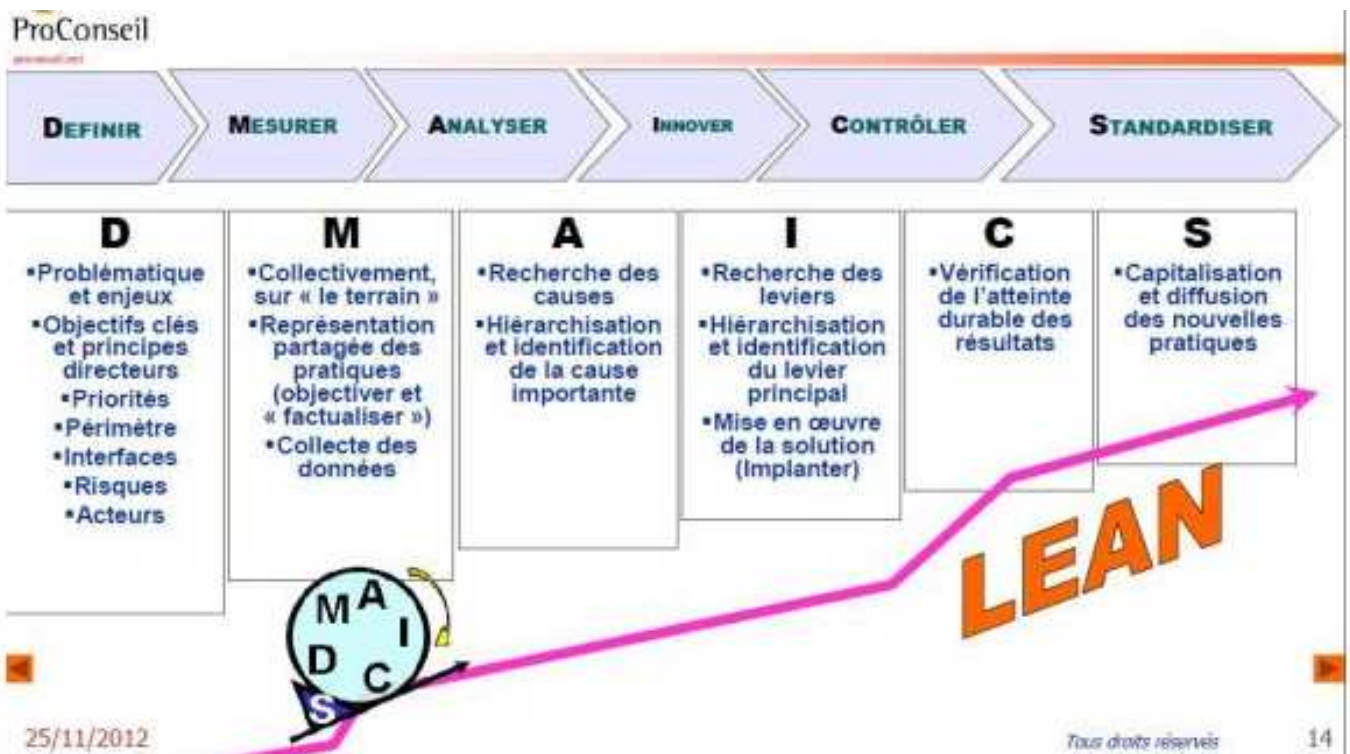 ProConseil
DEFINIR
MESURER
ANALYSER
INNOVER
CONTRÔLER
STANDARDISER
D
▪Problématique
et enjeux
▪Objectifs clés
et principes
directeurs
▪Priorités
▪Périmètre
▪Interfaces
▪Risques
▪Acteurs
M
▪Collectivement,
sur « le terrain »
▪Représentation
partagée des
pratiques
(objectiver et
« factualiser »)
▪Collecte des
données
A
▪Recherche des
causes
▪Hiérarchisation
et identification
de la cause
importante
I
▪Recherche des
leviers
▪Hiérarchisation
et identification
du levier
principal
▪Mise en œuvre
de la solution
(Implanter)
C
▪Vérification
de l'atteinte
durable des
résultats
S
▪Capitalisation
et diffusion
des nouvelles
pratiques
LEAN
D
M
A
I
C
S
25/11/2012
Tous droits réservés
14